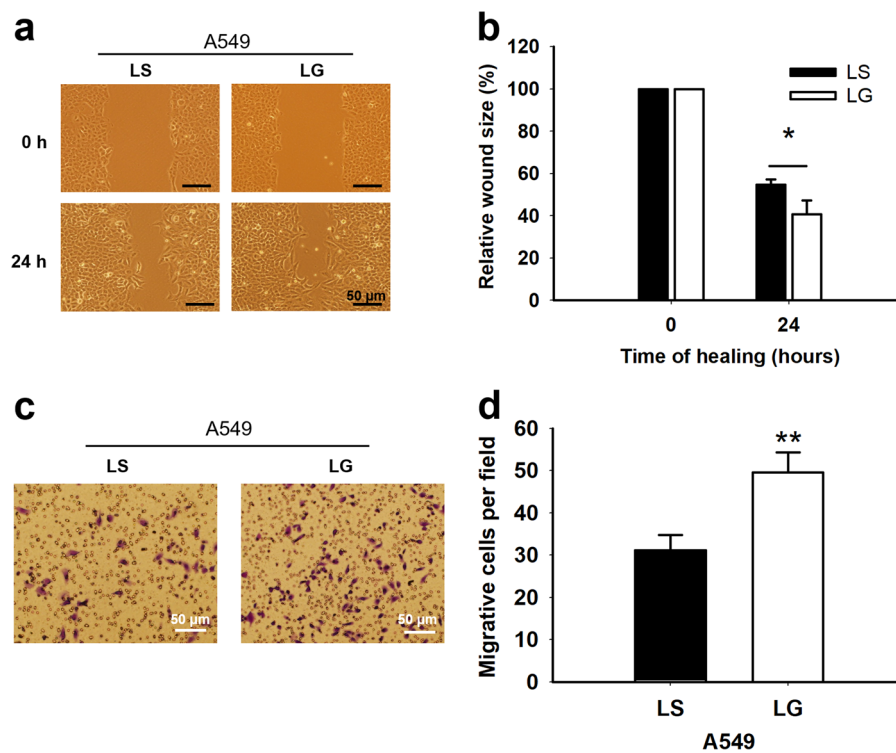 a
A549
LS LG
0 h
24 h
50 µm
b
120
100
80
60
40
20
0
Relative wound size (%)
LS
LG
*
0 24
Time of healing (hours)
c
A549
LS LG
50 µm 50 µm
d
60
50
40
30
20
10
0
Migrative cells per field
**
LS LG
A549